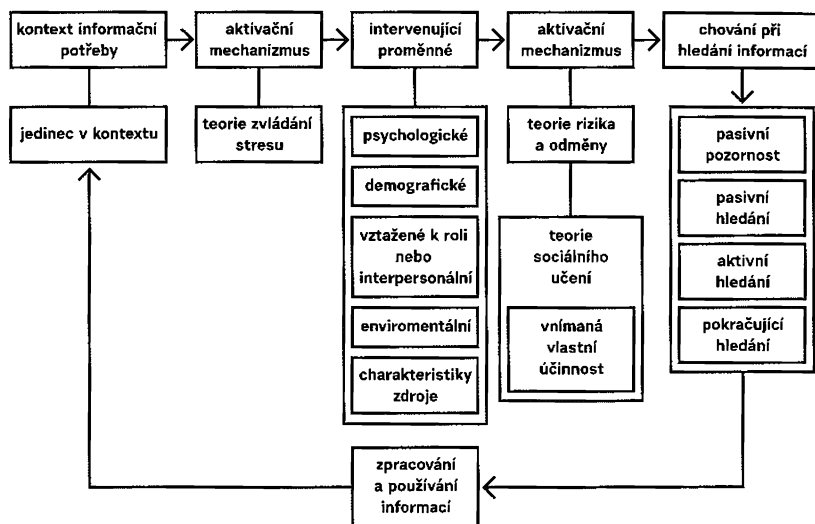 kontext informační
potřeby
aktivační
mechanizmus
intervenující
proměnné
aktivační
mechanizmus
chování při
hledání informací
jedinec v kontextu
teorie zvládání
stresu
psychologické
demografické
vztažené k roli
nebo
interpersonální
enviromentální
charakteristiky
zdroje
teorie rizika
a odměny
teorie
sociálního
učení
vnímaná
vlastní
účinnost
pasivní
pozornost
pasivní
hledání
aktivní
hledání
pokračující
hledání
zpracování
a používání
informací